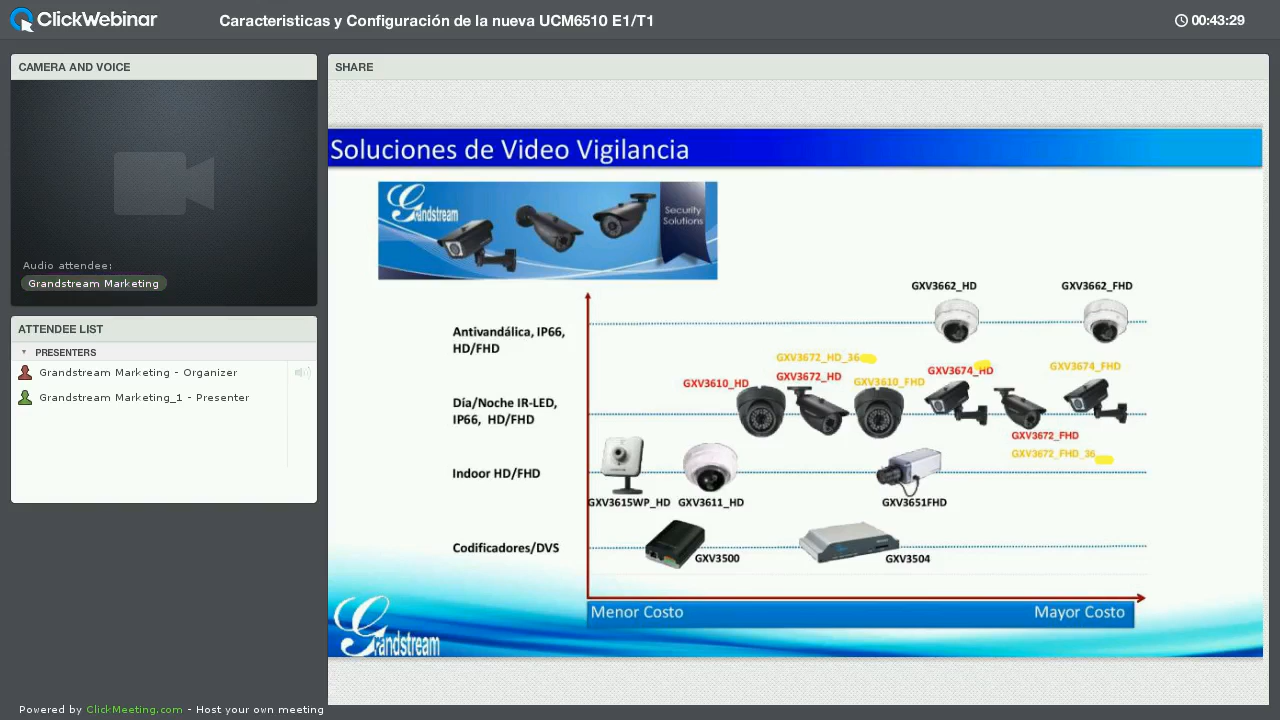 ClickWebinar
Caracteristicas y Configuración de la nueva UCM6510 E1/T1
00:43:29
CAMERA AND VOICE
Audio attendee:
Grandstream Marketing
ATTENDEE LIST
PRESENTERS
Grandstream Marketing - Organizer
Grandstream Marketing_1 - Presenter
SHARE
Soluciones de Video Vigilancia
Grandstream
Security
Solutions
GXV3662_HD
GXV3662_FHD
Antivandálica, IP66,
HD/FHD
GXV3672_HD_36
GXV3674_HD
GXV3674_FHD
GXV3610_HD
GXV3672_HD
GXV3610_FHD
Día/Noche IR-LED,
IP66, HD/FHD
GXV3672_FHD
GXV3672_FHD_36
Indoor HD/FHD
GXV3615WP_HD
GXV3611_HD
GXV3651FHD
Codificadores/DVS
GXV3500
GXV3504
Menor Costo
Mayor Costo
Grandstream
Powered by ClickMeeting.com - Host your own meeting